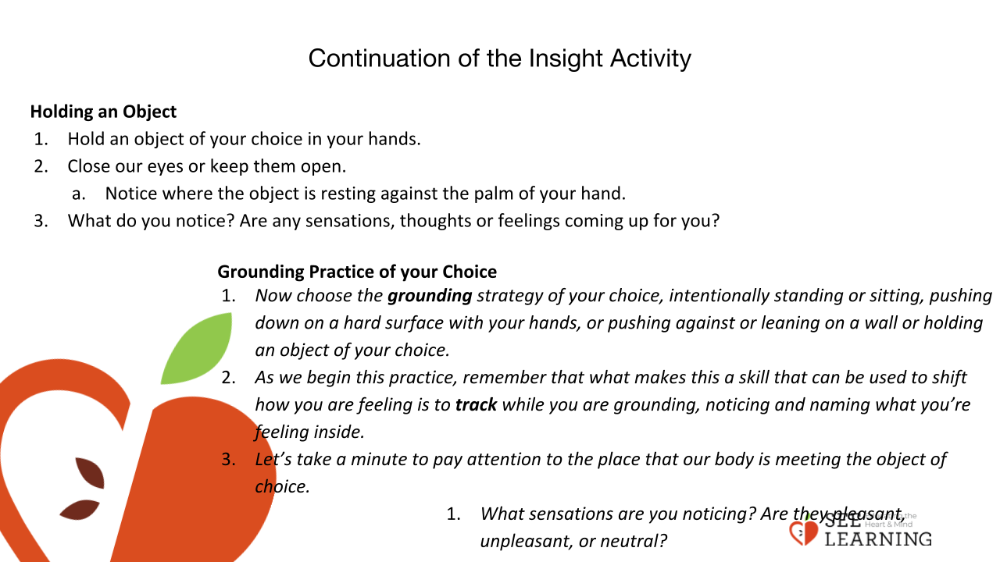 Continuation of the Insight Activity
Holding an Object
1. Hold an object of your choice in your hands.
2. Close our eyes or keep them open.
a. Notice where the object is resting against the palm of your hand.
3. What do you notice? Are any sensations, thoughts or feelings coming up for you?
Grounding Practice of your Choice
1. Now choose the grounding strategy of your choice, intentionally standing or sitting, pushing
down on a hard surface with your hands, or pushing against or leaning on a wall or holding
an object of your choice.
2. As we begin this practice, remember that what makes this a skill that can be used to shift
how you are feeling is to track while you are grounding, noticing and naming what you’re
feeling inside.
3. Let’s take a minute to pay attention to the place that our body is meeting the object of
choice.
1. What sensations are you noticing? Are they pleasant,
unpleasant, or neutral?
SEE the
Heart & Mind
LEARNING